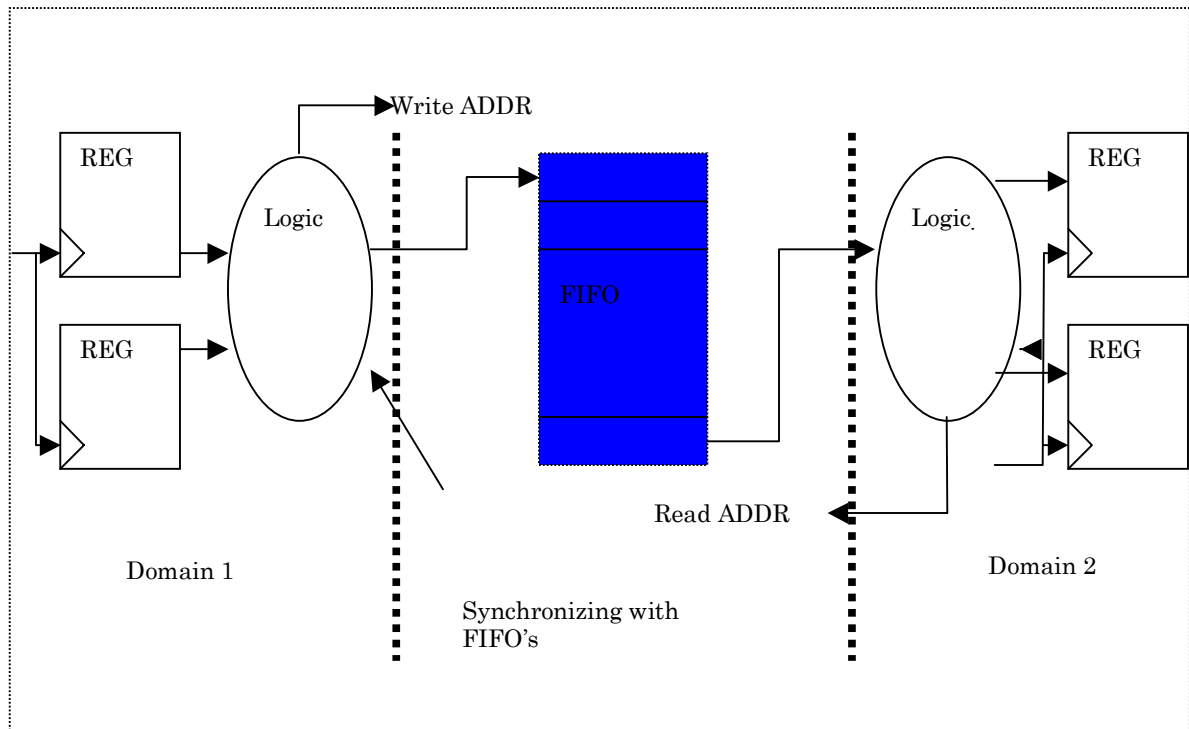 Write ADDR
REG
REG
Logic
Logic.
FIFO
REG
REG
Read ADDR
Domain 1
Domain 2
Synchronizing with
FIFO's